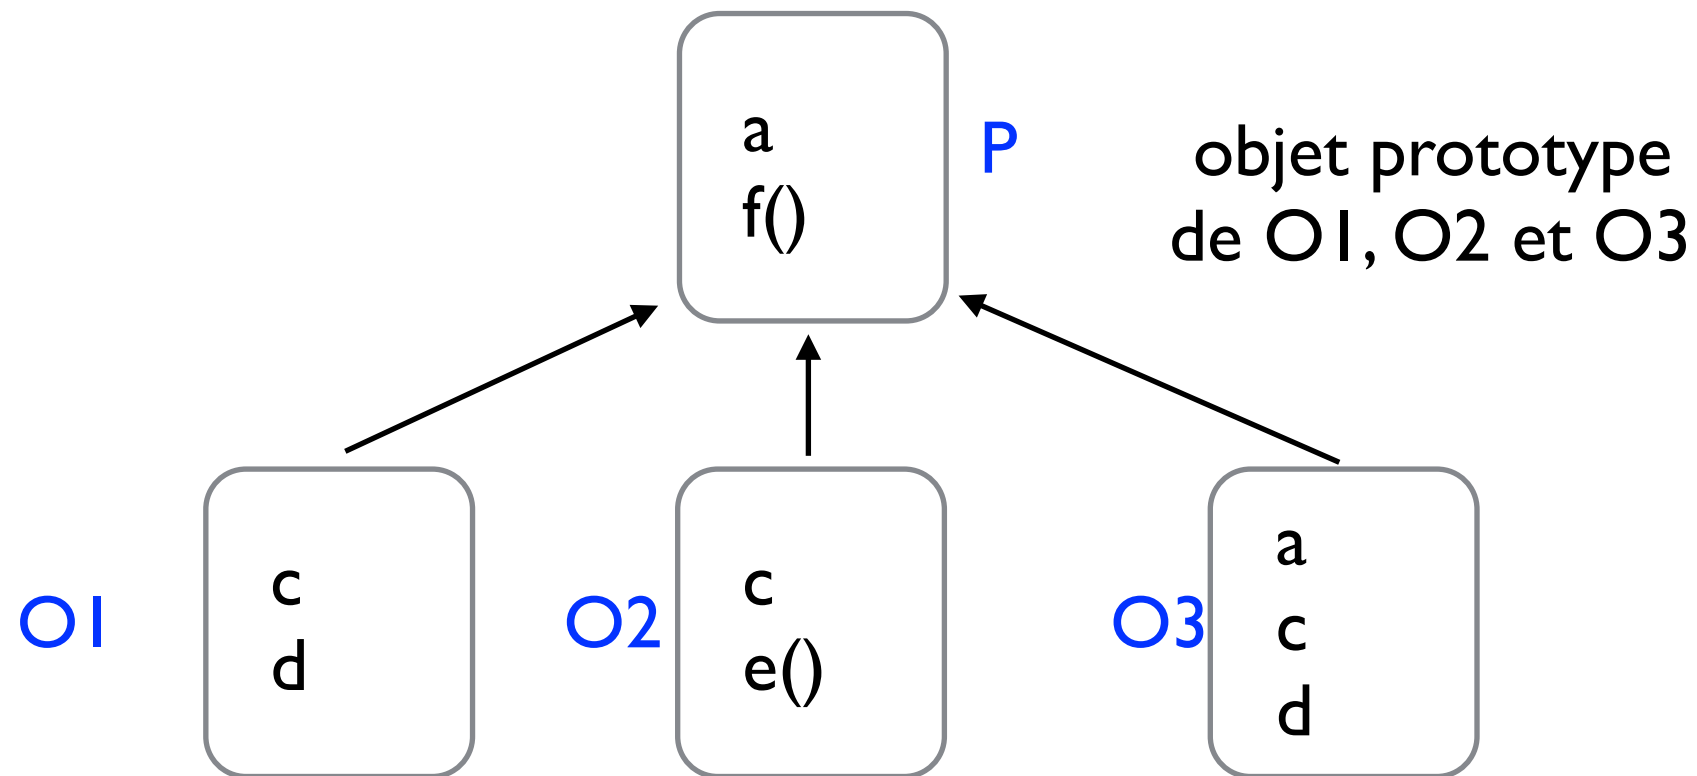 a
f()
P
objet prototype
de O1, O2 et O3
O1
c
d
O2
c
e()
O3
a
c
d